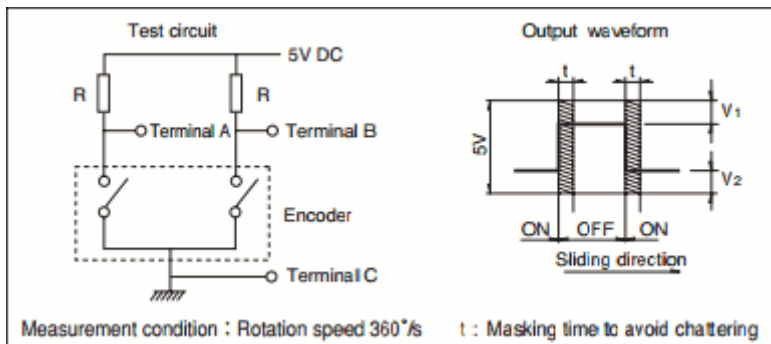 Test circuit
5V DC
R
R
Terminal A
Terminal B
Encoder
Terminal C
Output waveform
t
t
V1
5V
V2
ON
OFF
ON
Sliding direction
Measurement condition : Rotation speed 360°/s
t : Masking time to avoid chattering